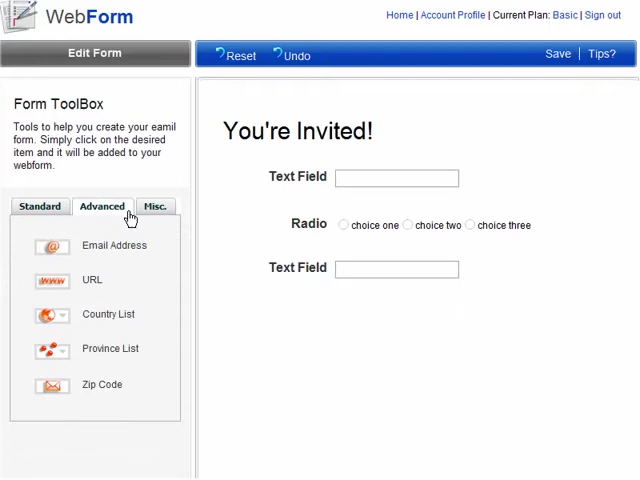 WebForm
Home | Account Profile | Current Plan: Basic | Sign out
Edit Form
Reset
Undo
Save | Tips?
Form ToolBox
Tools to help you create your eamil
form. Simply click on the desired
item and it will be added to your
webform.
Standard
Advanced
Misc.
@ Email Address
www URL
Country List
Province List
Zip Code
You're Invited!
Text Field
Radio choice one choice two choice three
Text Field